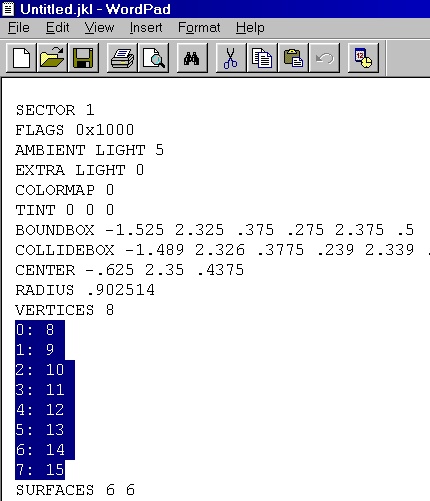 Untitled.jkl - WordPad
File Edit View Insert Format Help
SECTOR 1
FLAGS 0x1000
AMBIENT LIGHT 5
EXTRA LIGHT 0
COLORMAP 0
TINT 0 0 0
BOUNDBOX -1.525 2.325 .375 .275 2.375 .5
COLLIDEBOX -1.489 2.326 .3775 .239 2.339 .
CENTER -.625 2.35 .4375
RADIUS .902514
VERTICES 8
0: 8
1: 9
2: 10
3: 11
4: 12
5: 13
6: 14
7: 15
SURFACES 6 6